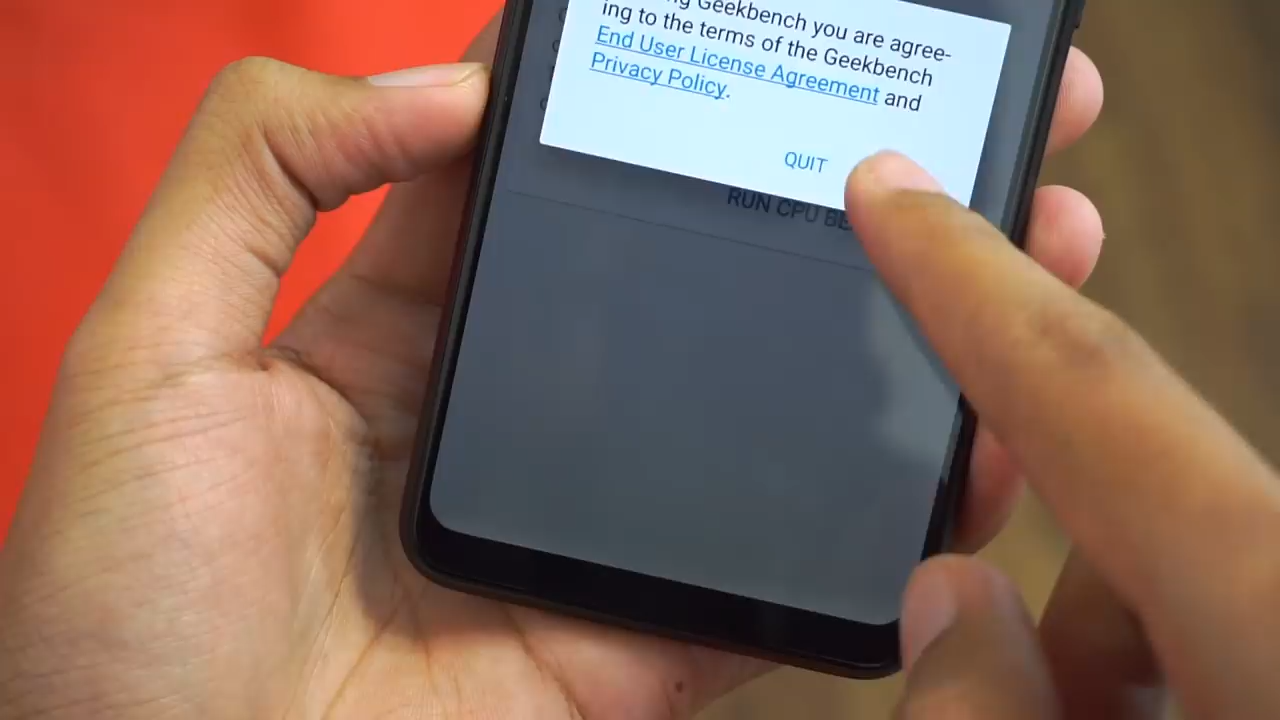 Geekbench you are agree-
ing to the terms of the Geekbench
End User License Agreement and
Privacy Policy.
QUIT
RUN CPU